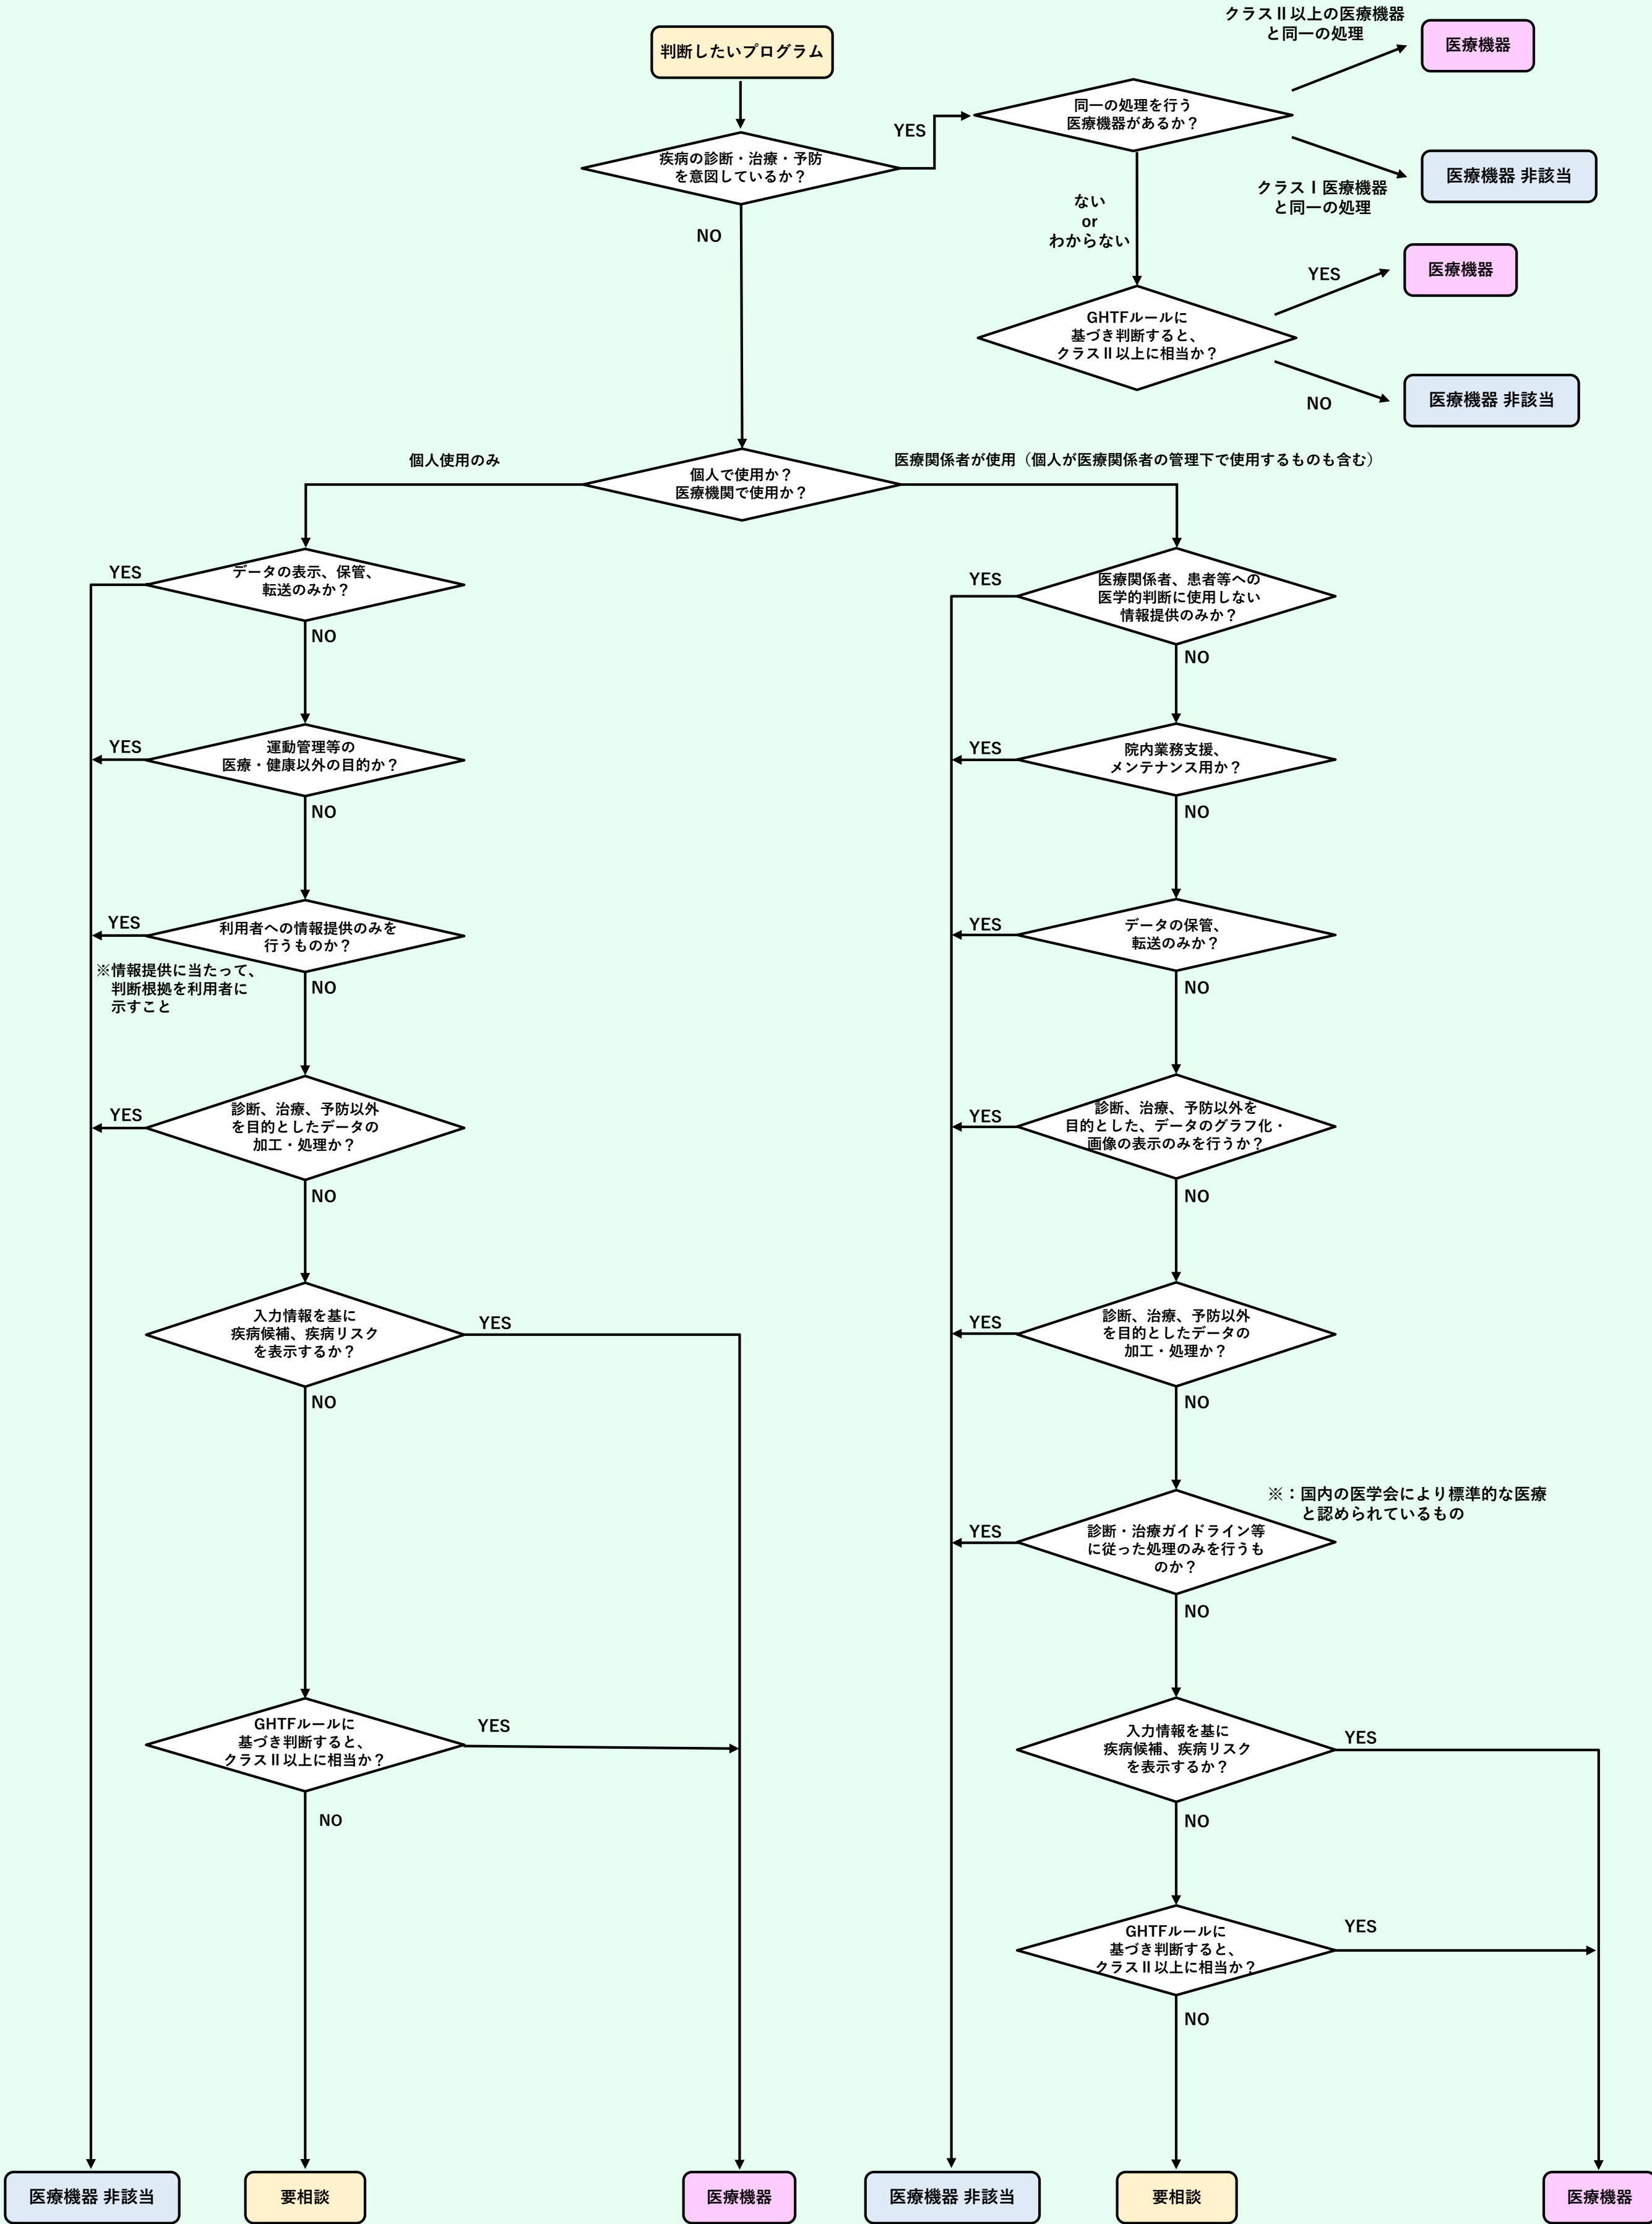 判断したいプログラム
疾病の診断・治療・予防
を意図しているか？
YES
NO
同一の処理を行う
医療機器があるか？
クラスⅡ以上の医療機器
と同一の処理
医療機器
クラスⅠ医療機器
と同一の処理
医療機器 非該当
ない
or
わからない
GHTFルールに
基づき判断すると、
クラスⅡ以上に相当か？
YES
医療機器
NO
医療機器 非該当
個人で使用か？
医療機関で使用か？
個人使用のみ
医療関係者が使用（個人が医療関係者の管理下で使用するものも含む）
データの表示、保管、
転送のみか？
YES
NO
運動管理等の
医療・健康以外の目的か？
YES
NO
利用者への情報提供のみを
行うものか？
YES
※情報提供に当たって、
判断根拠を利用者に
示すこと
NO
診断、治療、予防以外
を目的としたデータの
加工・処理か？
YES
NO
入力情報を基に
疾病候補、疾病リスク
を表示するか？
YES
NO
GHTFルールに
基づき判断すると、
クラスⅡ以上に相当か？
YES
NO
医療機器 非該当
要相談
医療機器
医療関係者、患者等への
医学的判断に使用しない
情報提供のみか？
YES
NO
院内業務支援、
メンテナンス用か？
YES
NO
データの保管、
転送のみか？
YES
NO
診断、治療、予防以外を
目的とした、データのグラフ化・
画像の表示のみを行うか？
YES
NO
診断、治療、予防以外
を目的としたデータの
加工・処理か？
YES
NO
※：国内の医学会により標準的な医療
と認められているもの
診断・治療ガイドライン等
に従った処理のみを行うも
のか？
YES
NO
入力情報を基に
疾病候補、疾病リスク
を表示するか？
YES
NO
GHTFルールに
基づき判断すると、
クラスⅡ以上に相当か？
YES
NO
医療機器 非該当
要相談
医療機器